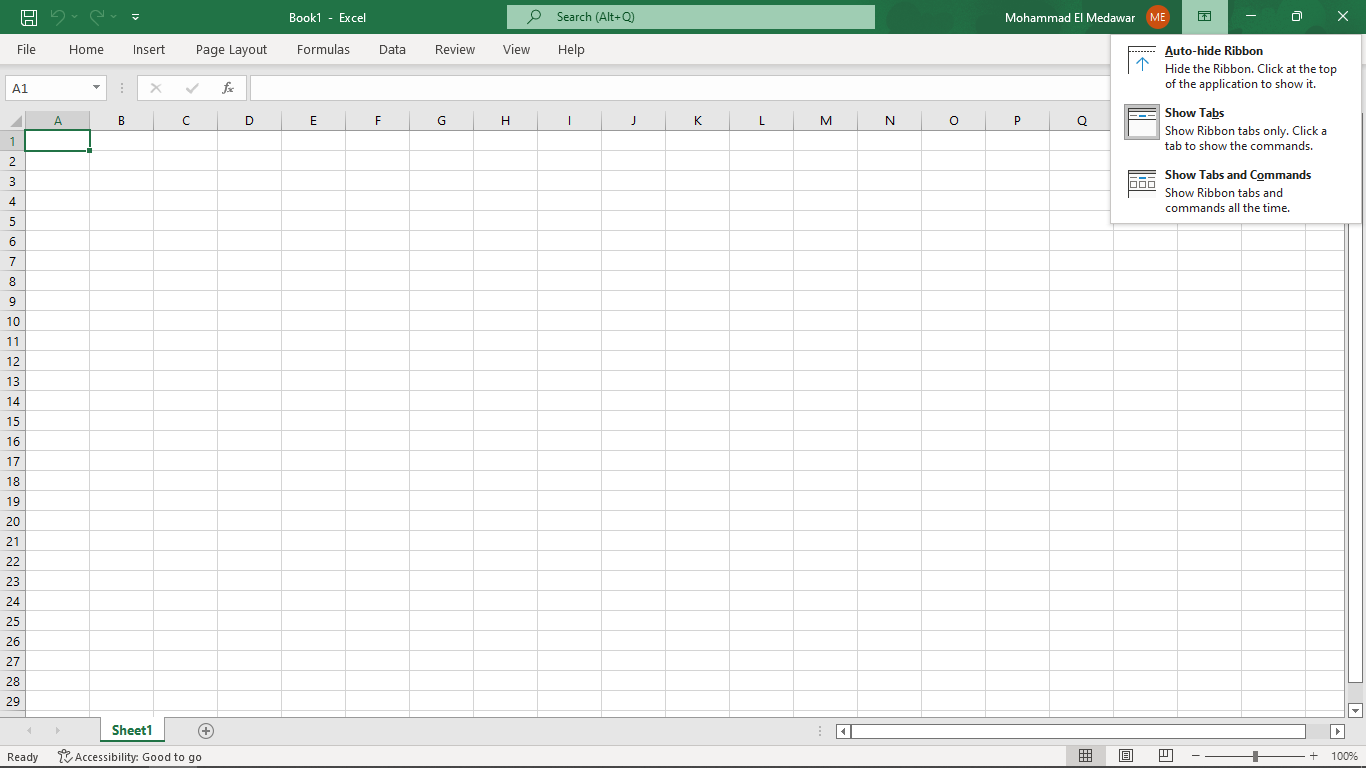 Book1 - Excel
Search (Alt+Q)
Mohammad El Medawar
ME
File
Home
Insert
Page Layout
Formulas
Data
Review
View
Help
Auto-hide Ribbon
Hide the Ribbon. Click at the top
of the application to show it.
Show Tabs
Show Ribbon tabs only. Click a
tab to show the commands.
Show Tabs and Commands
Show Ribbon tabs and
commands all the time.
A1
fx
A B C D E F G H I J K L M N O P Q
1
2
3
4
5
6
7
8
9
10
11
12
13
14
15
16
17
18
19
20
21
22
23
24
25
26
27
28
29
Sheet1
Ready
Accessibility: Good to go
100%